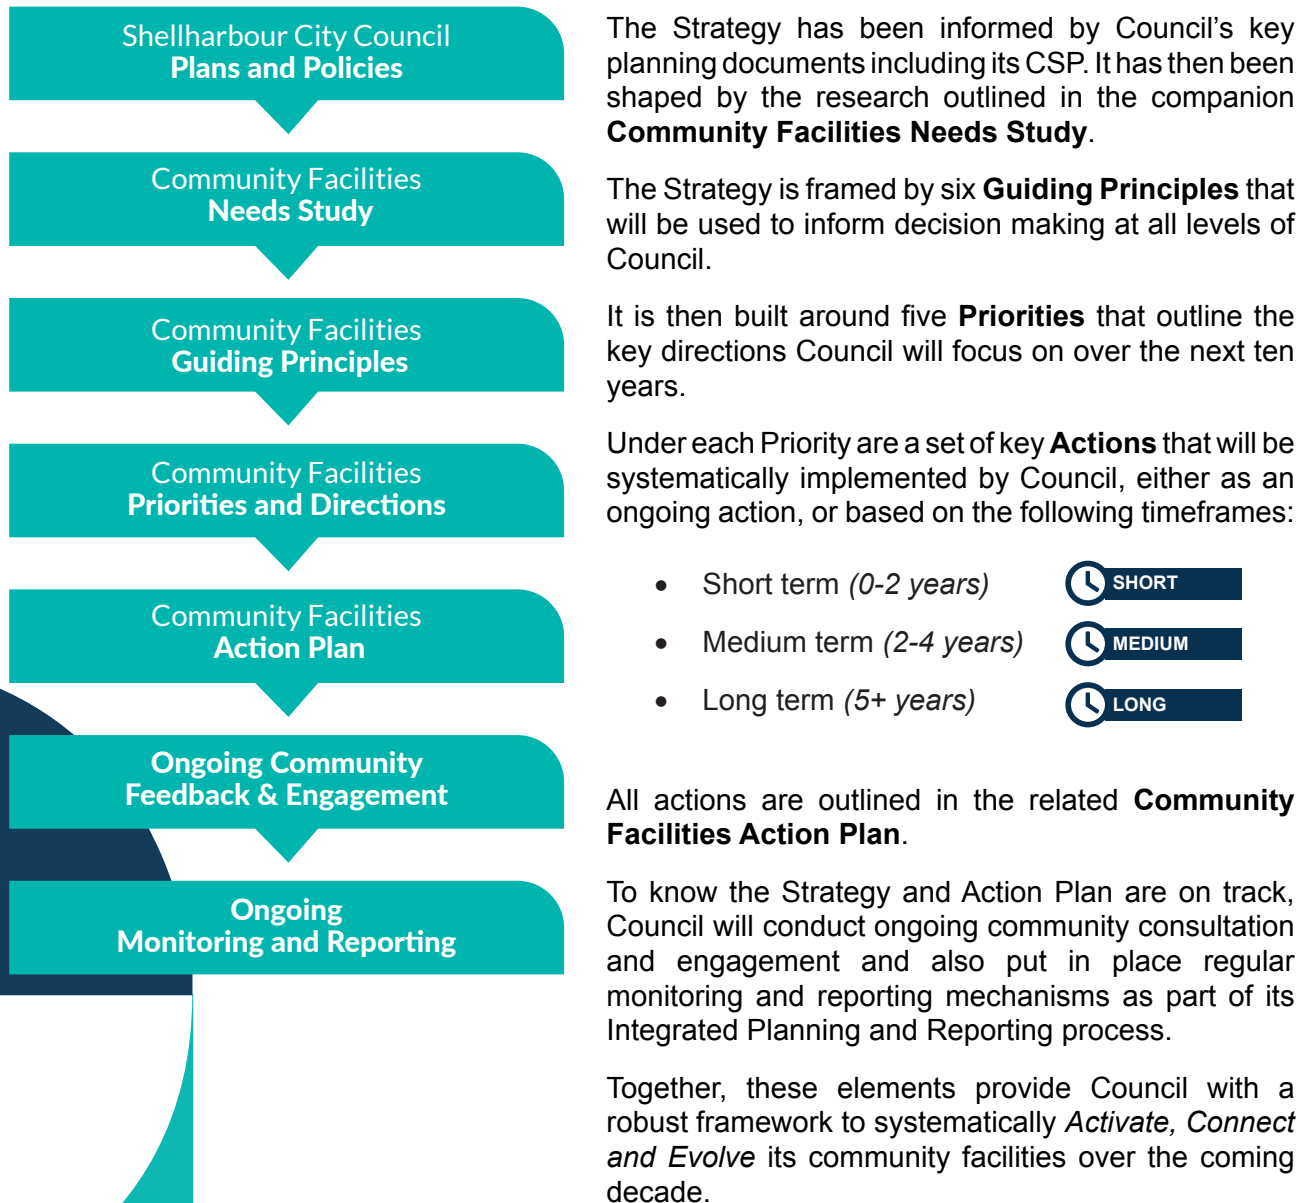 Shellharbour City Council
Plans and Policies
Community Facilities
Needs Study
Community Facilities
Guiding Principles
Community Facilities
Priorities and Directions
Community Facilities
Action Plan
Ongoing Community
Feedback & Engagement
Ongoing
Monitoring and Reporting
The Strategy has been informed by Council's key
planning documents including its CSP. It has then been
shaped by the research outlined in the companion
Community Facilities Needs Study.
The Strategy is framed by six Guiding Principles that
will be used to inform decision making at all levels of
Council.
It is then built around five Priorities that outline the
key directions Council will focus on over the next ten
years.
Under each Priority are a set of key Actions that will be
systematically implemented by Council, either as an
ongoing action, or based on the following timeframes:
• Short term (0-2 years) SHORT
• Medium term (2-4 years) MEDIUM
• Long term (5+ years) LONG
All actions are outlined in the related Community
Facilities Action Plan.
To know the Strategy and Action Plan are on track,
Council will conduct ongoing community consultation
and engagement and also put in place regular
monitoring and reporting mechanisms as part of its
Integrated Planning and Reporting process.
Together, these elements provide Council with a
robust framework to systematically Activate, Connect
and Evolve its community facilities over the coming
decade.